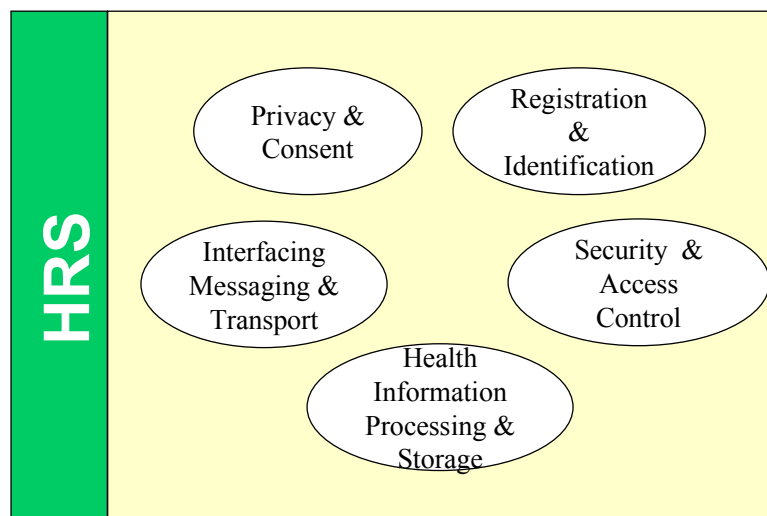 HRS
Privacy &
Consent
Registration
&
Identification
Interfacing
Messaging &
Transport
Security &
Access
Control
Health
Information
Processing &
Storage